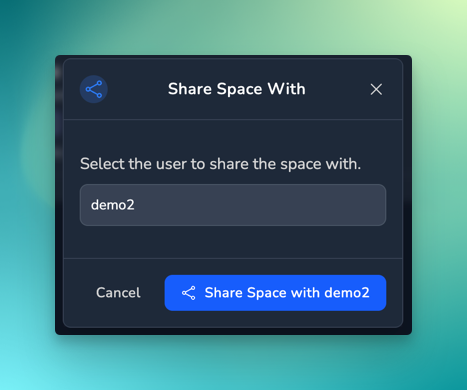 Share Space With
Select the user to share the space with.
demo2
Cancel
Share Space with demo2